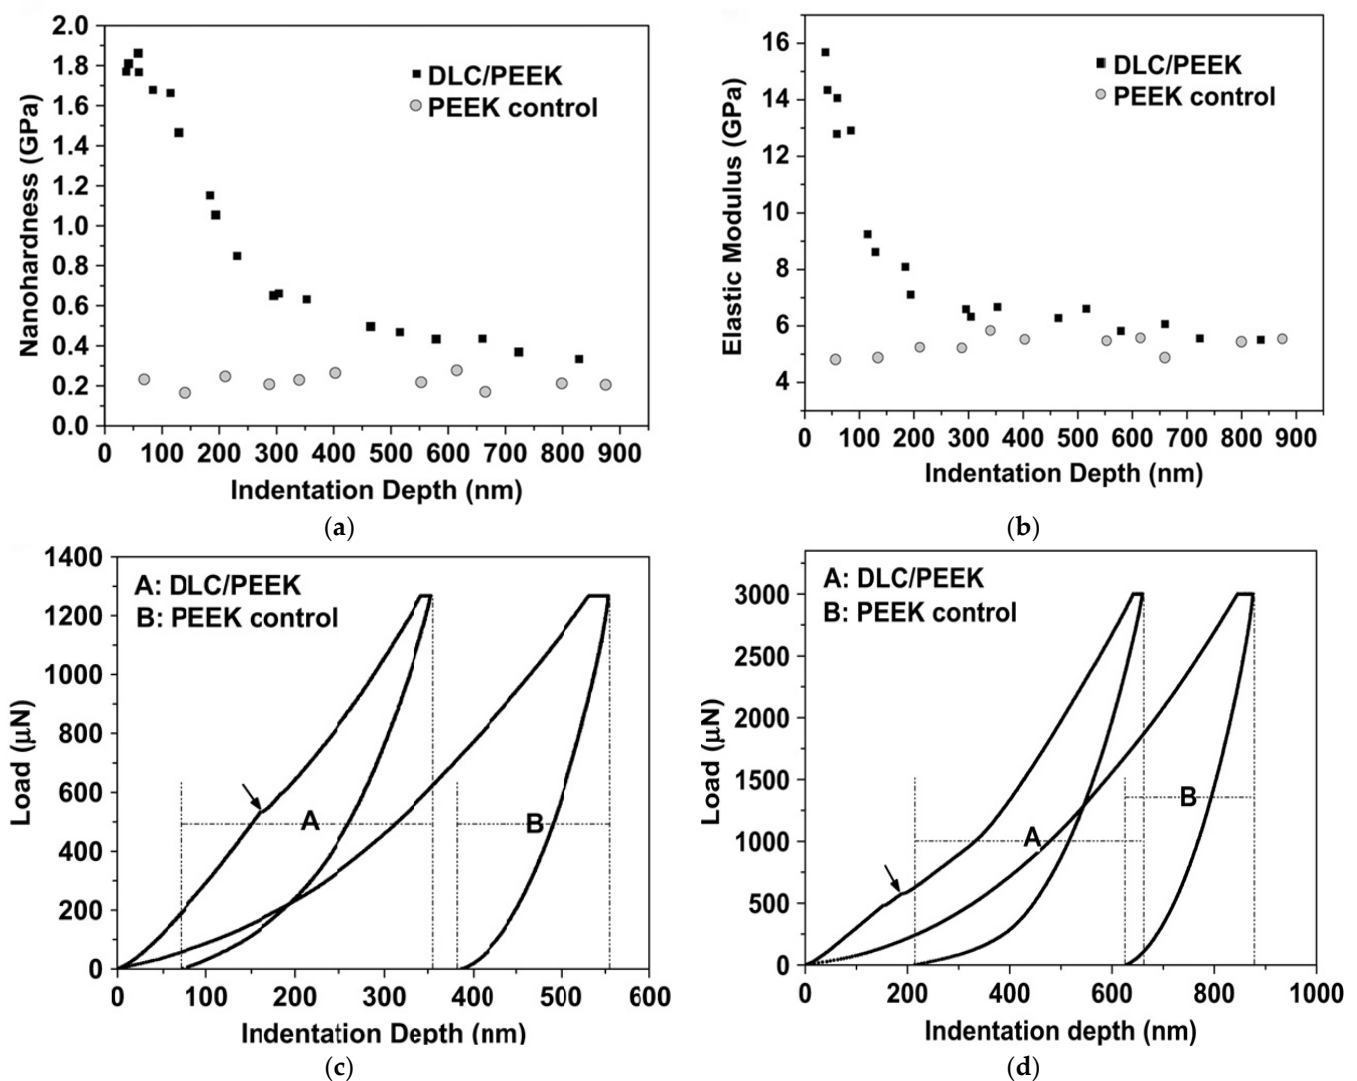 2.0
1.8
1.6
1.4
1.2
1.0
0.8
0.6
0.4
0.2
0.0
Nanohardness (GPa)
DLC/PEEK
PEEK control
0 100 200 300 400 500 600 700 800 900
Indentation Depth (nm)
(a)
16
14
12
10
8
6
4
Elastic Modulus (GPa)
DLC/PEEK
PEEK control
0 100 200 300 400 500 600 700 800 900
Indentation Depth (nm)
(b)
1400
1200
1000
800
600
400
200
0
Load (μN)
A: DLC/PEEK
B: PEEK control
A
B
0 100 200 300 400 500 600
Indentation Depth (nm)
(c)
3000
2500
2000
1500
1000
500
0
Load (μN)
A: DLC/PEEK
B: PEEK control
B
A
0 200 400 600 800 1000
Indentation depth (nm)
(d)